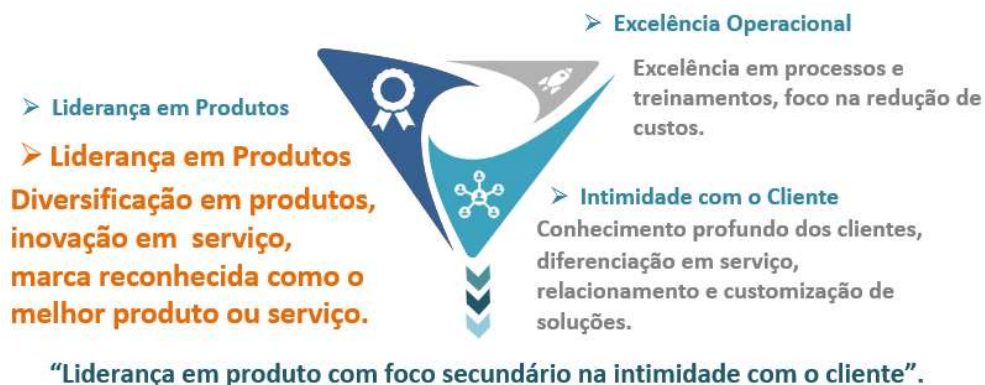 ➢ Excelência Operacional
Excelência em processos e
treinamentos, foco na redução de
custos.
➢ Liderança em Produtos
➢ Liderança em Produtos
Diversificação em produtos,
inovação em serviço,
marca reconhecida como o
melhor produto ou serviço.
➢ Intimidade com o Cliente
Conhecimento profundo dos clientes,
diferenciação em serviço,
relacionamento e customização de
soluções.
“Liderança em produto com foco secundário na intimidade com o cliente”.